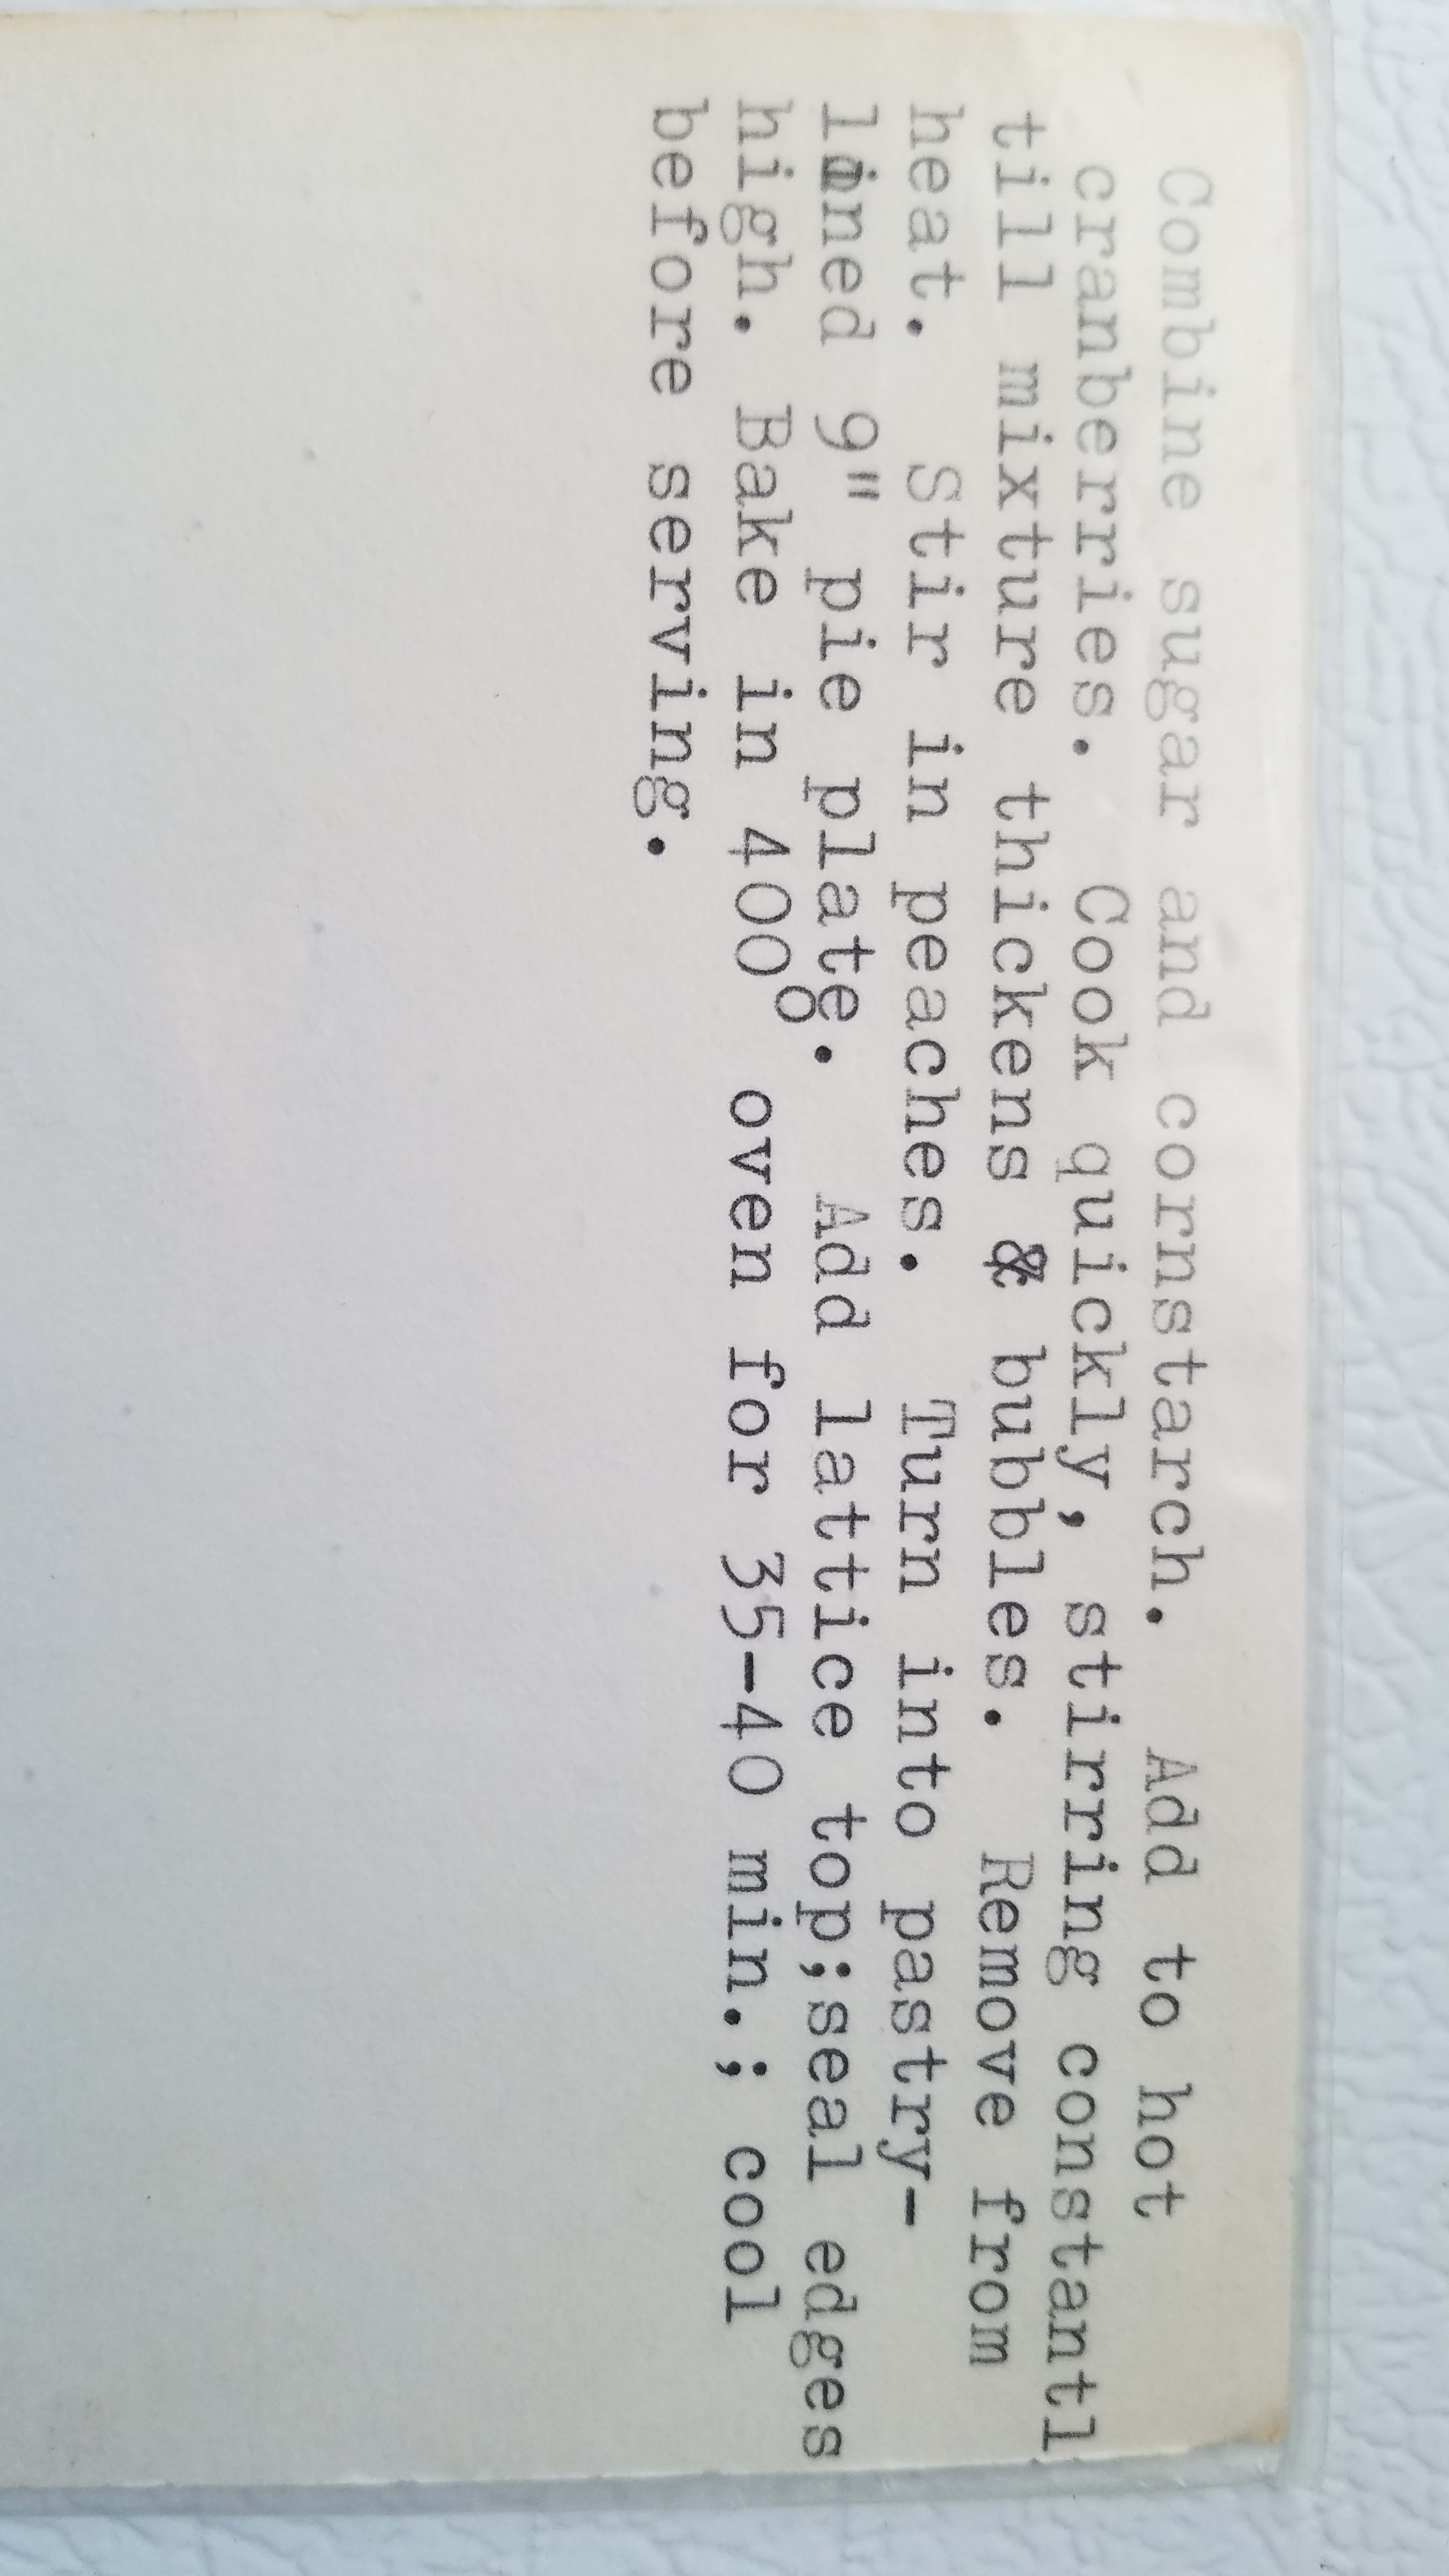 Combine sugar and cornstarch. Add to hot
cranberries. Cook quickly, stirring constantl
till mixture thickens & bubbles. Remove from
heat. Stir in peaches. Turn into pastry-
lined 9" pie plate. Add lattice top;seal edges
high. Bake in 400° oven for 35-40 min.; cool
before serving.